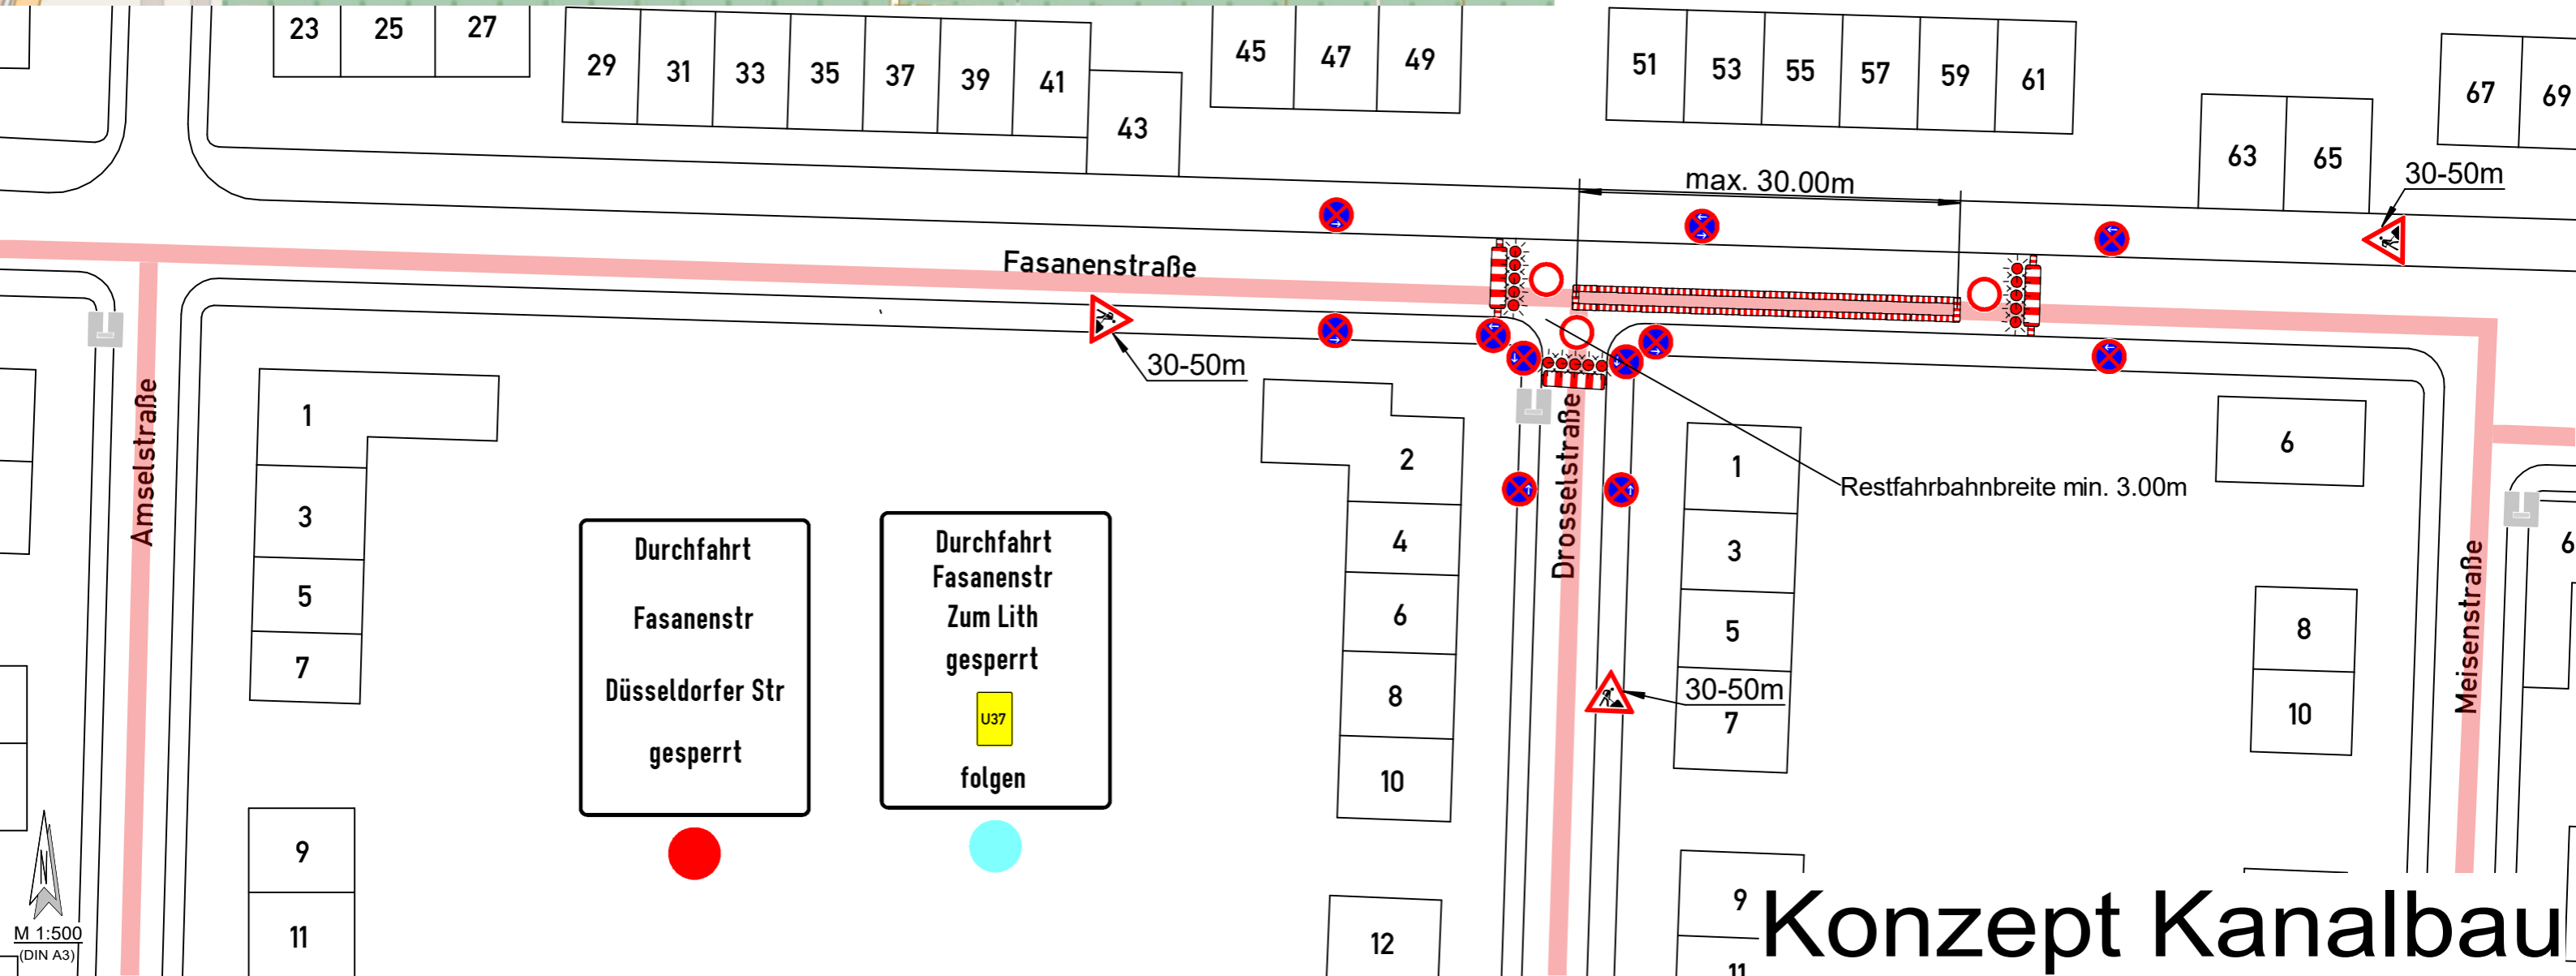 23 25 27
29 31 33 35 37 39 41
43
45 47 49
51 53 55 57 59 61
63 65
67 69
30-50m
max. 30.00m
Fasanenstraße
30-50m
Amselstraße
Drosselstraße
Meisenstraße
Restfahrbahnbreite min. 3.00m
30-50m
1
3
5
7
9
11
2
4
6
8
10
12
1
3
5
7
9
11
6
8
10
6
Durchfahrt
Fasanenstr
Düsseldorfer Str
gesperrt
Durchfahrt
Fasanenstr
Zum Lith
gesperrt
U37
folgen
N
M 1:500
(DIN A3)
Konzept Kanalbau